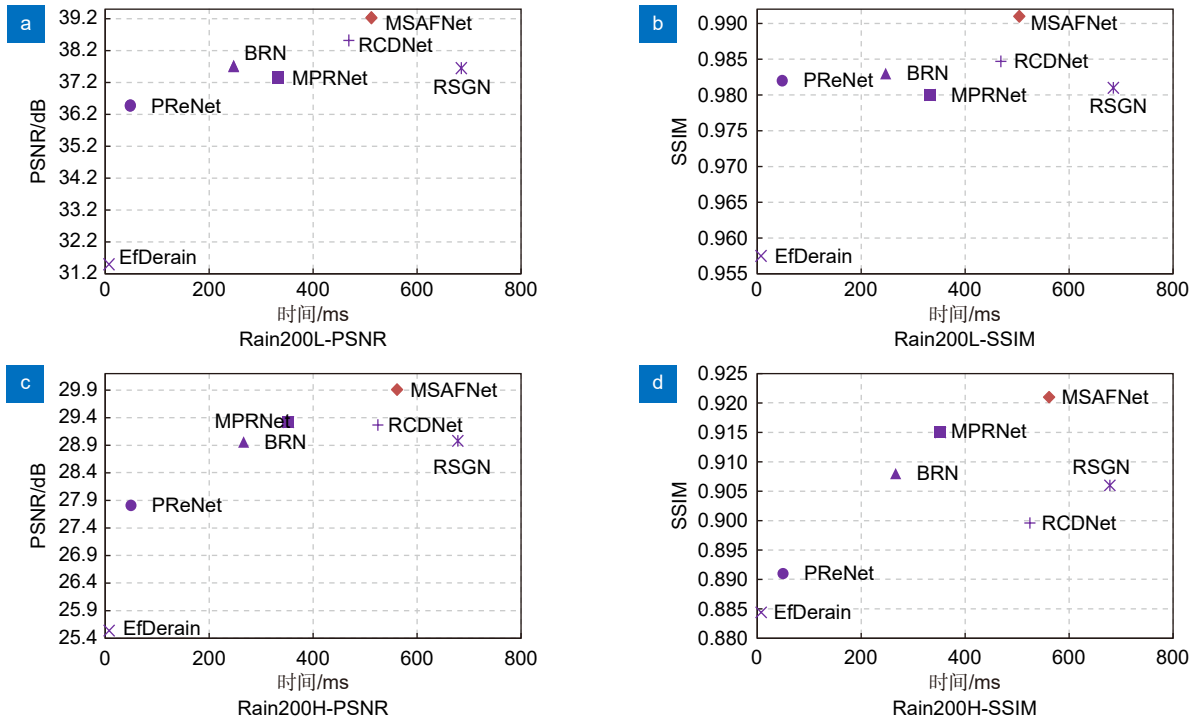 a
PSNR/dB
39.2
38.2
37.2
36.2
35.2
34.2
33.2
32.2
31.2
MSAFNet
RCDNet
BRN
MPRNet
RSGN
PReNet
EfDerain
0
200
400
600
800
时间/ms
Rain200L-PSNR
b
SSIM
0.990
0.985
0.980
0.975
0.970
0.965
0.960
0.955
MSAFNet
RCDNet
BRN
PReNet
MPRNet
RSGN
EfDerain
0
200
400
600
800
时间/ms
Rain200L-SSIM
c
PSNR/dB
29.9
29.4
28.9
28.4
27.9
27.4
26.9
26.4
25.9
25.4
MSAFNet
MPRNet
RCDNet
BRN
RSGN
PReNet
EfDerain
0
200
400
600
800
时间/ms
Rain200H-PSNR
d
SSIM
0.925
0.920
0.915
0.910
0.905
0.900
0.895
0.890
0.885
0.880
MSAFNet
MPRNet
BRN
RSGN
RCDNet
PReNet
EfDerain
0
200
400
600
800
时间/ms
Rain200H-SSIM